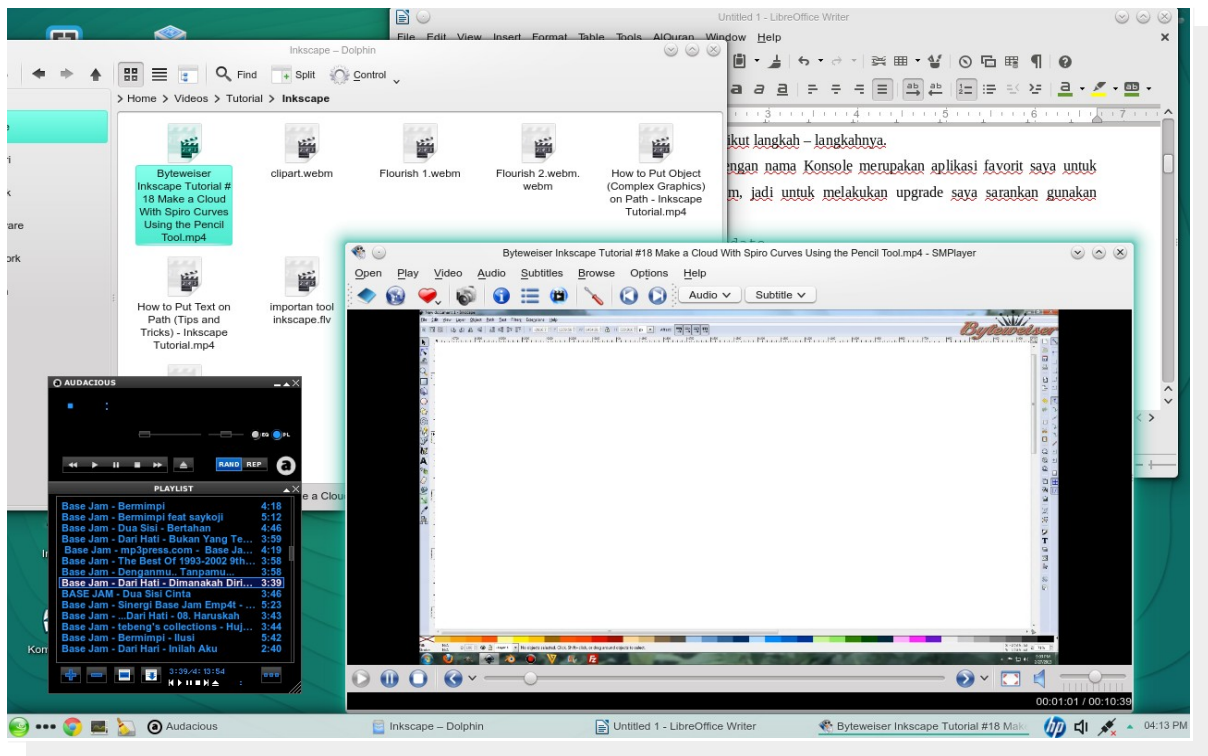 Untitled 1 - LibreOffice Writer
File Edit View Insert Format Table Tools AlQuran Window Help
Inkscape – Dolphin
Find Split Control
> Home > Videos > Tutorial > Inkscape
Byteweiser
Inkscape Tutorial #
18 Make a Cloud
With Spiro Curves
Using the Pencil
Tool.mp4
clipart.webm
Flourish 1.webm
Flourish 2.webm.
webm
How to Put Object
(Complex Graphics)
on Path - Inkscape
Tutorial.mp4
How to Put Text on
Path (Tips and
Tricks) - Inkscape
Tutorial.mp4
importan tool
inkscape.flv
3 4 5 6 7
ikut langkah – langkahnya.
engan nama Konsole merupakan aplikasi favorit saya untuk
m, jadi untuk melakukan upgrade saya sarankan gunakan
Byteweiser Inkscape Tutorial #18 Make a Cloud With Spiro Curves Using the Pencil Tool.mp4 - SMPlayer
Open Play Video Audio Subtitles Browse Options Help
Audio Subtitle
Byteweiser
00:01:01 / 00:10:39
AUDACIOUS
EQ PL
RAND REP
PLAYLIST
Base Jam - Bermimpi 4:18
Base Jam - Bermimpi feat saykoji 5:12
Base Jam - Dua Sisi - Bertahan 4:46
Base Jam - Dari Hati - Bukan Yang Te... 3:59
Base Jam - mp3press.com - Base Ja... 4:19
Base Jam - The Best Of 1993-2002 9th... 3:58
Base Jam - Denganmu.. Tanpamu... 3:58
Base Jam - Dari Hati - Dimanakah Diri... 3:39
BASE JAM - Dua Sisi Cinta 3:46
Base Jam - Sinergi Base Jam Emp4t - ... 5:23
Base Jam - ...Dari Hati - 08. Haruskah 3:43
Base Jam - tebeng's collections - Huj... 3:44
Base Jam - Bermimpi - Ilusi 5:42
Base Jam - Dari Hari - Inilah Aku 2:40
3:39/4:13:54
e a Clou
Audacious
Inkscape – Dolphin
Untitled 1 - LibreOffice Writer
Byteweiser Inkscape Tutorial #18 Mak
hp
04:13 PM